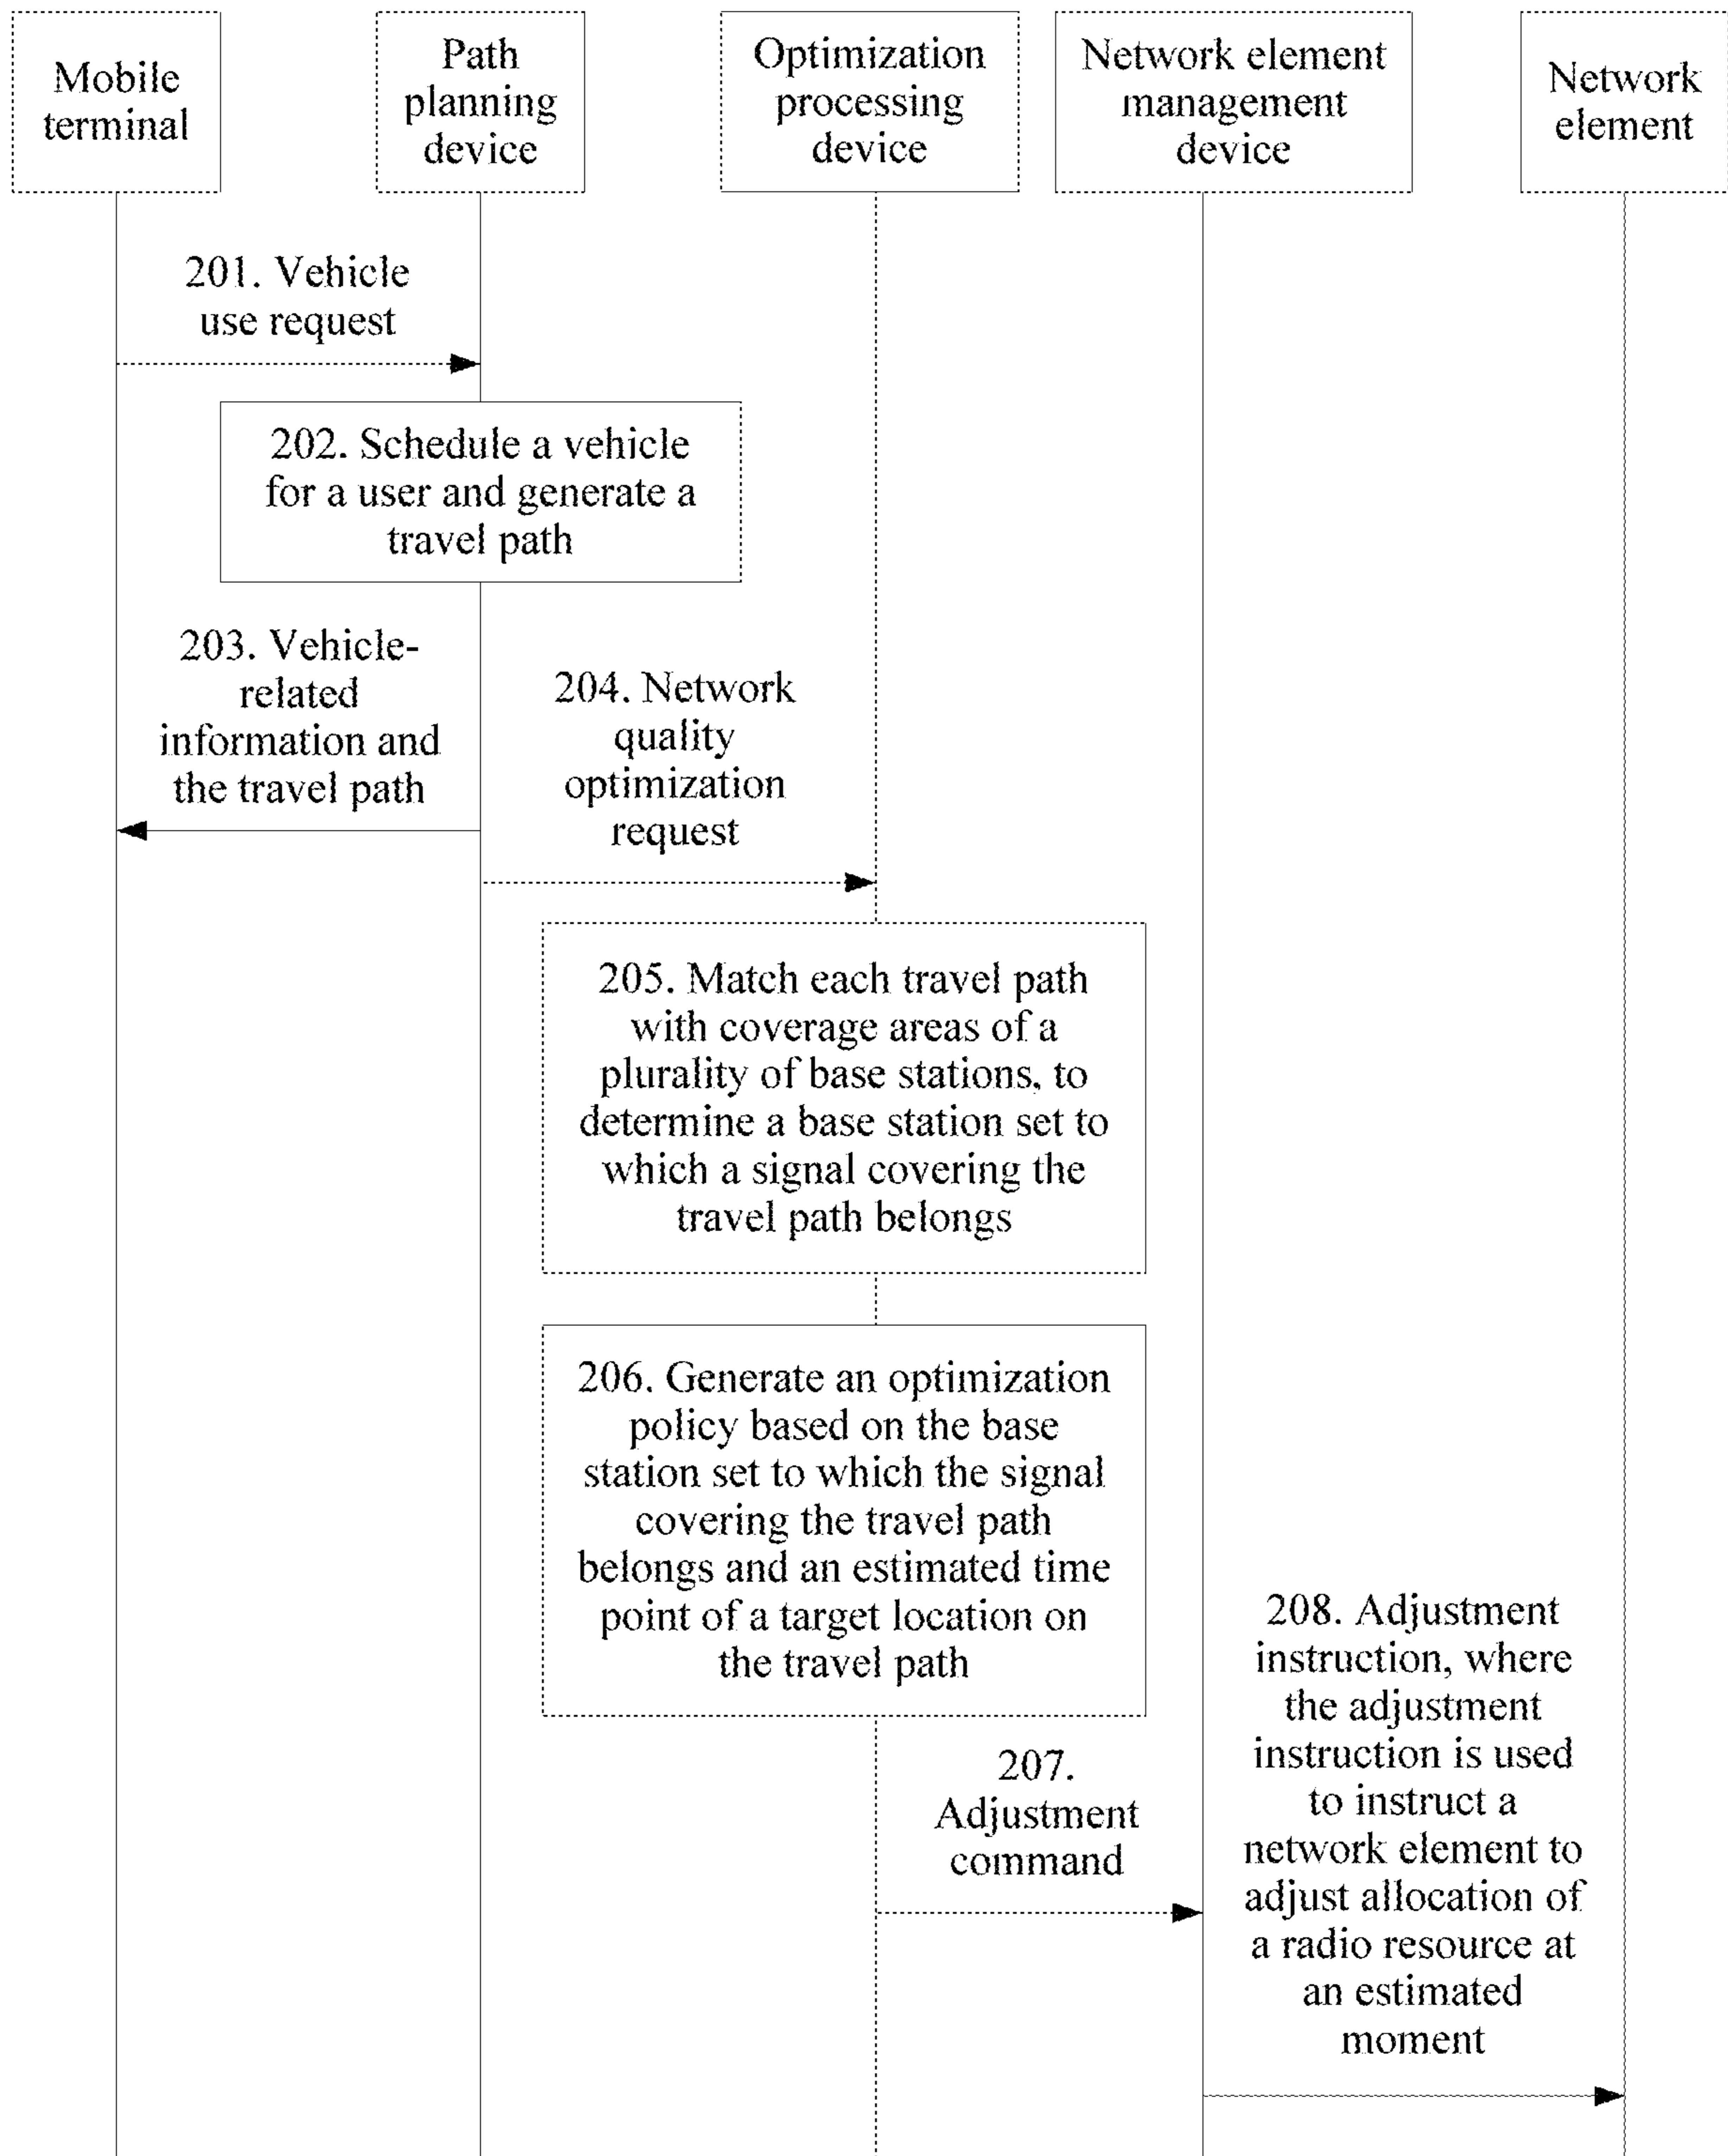 Mobile
terminal
Path
planning
device
Optimization
processing
device
Network element
management
device
Network
element
201. Vehicle
use request
202. Schedule a vehicle
for a user and generate a
travel path
203. Vehicle-
related
information and
the travel path
204. Network
quality
optimization
request
205. Match each travel path
with coverage areas of a
plurality of base stations, to
determine a base station set to
which a signal covering the
travel path belongs
206. Generate an optimization
policy based on the base
station set to which the signal
covering the travel path
belongs and an estimated time
point of a target location on
the travel path
207.
Adjustment
command
208. Adjustment
instruction, where
the adjustment
instruction is used
to instruct a
network element to
adjust allocation of
a radio resource at
an estimated
moment